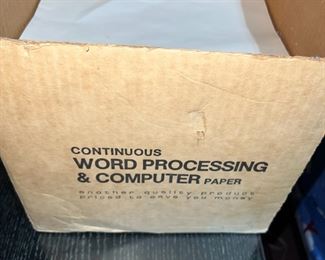 CONTINUOUS
WORD PROCESSING
& COMPUTER PAPER
another quality product
priced to save you money